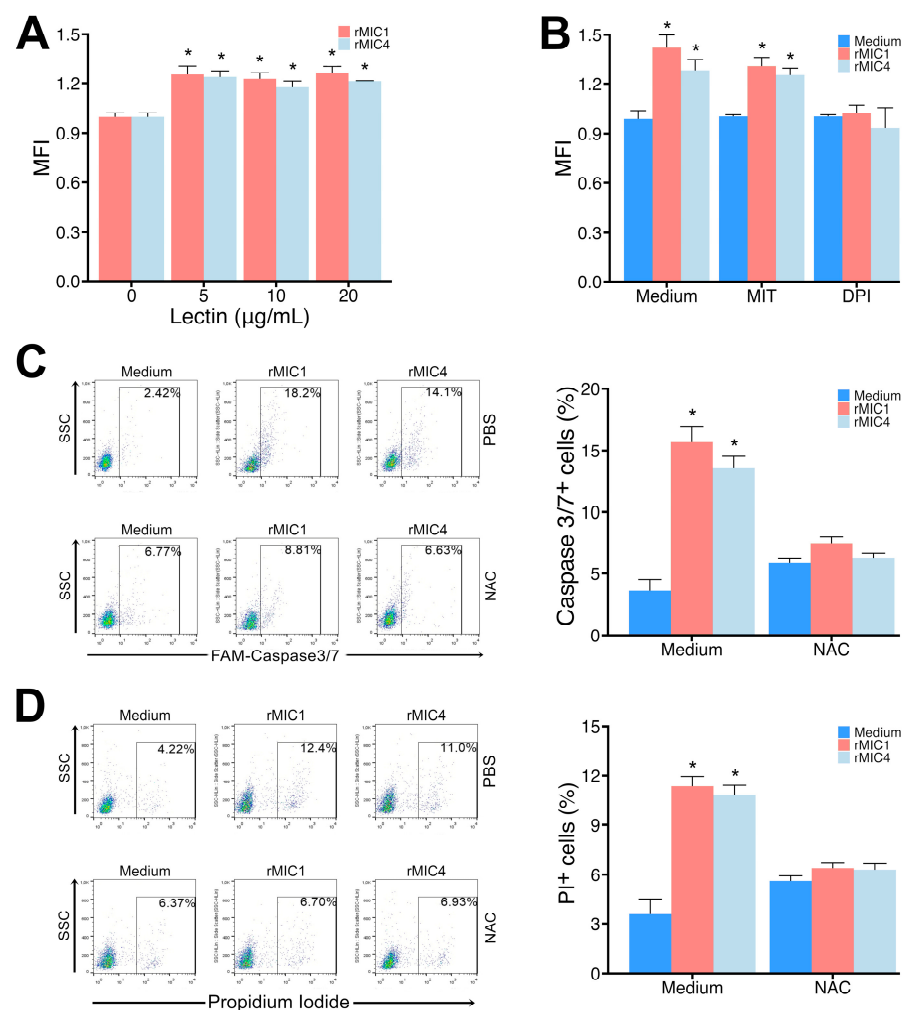 A
MFI
1.5
1.2
0.9
0.6
0.3
0.0
rMIC1
rMIC4
* * * * * *
0 5 10 20
Lectin (µg/mL)
B
MFI
1.5
1.2
0.9
0.6
0.3
0.0
Medium
rMIC1
rMIC4
* * * *
Medium MIT DPI
C
Medium rMIC1 rMIC4
SSC
2.42% 18.2% 14.1%
PBS
Medium rMIC1 rMIC4
SSC
6.77% 8.81% 6.63%
NAC
FAM-Caspase3/7
Caspase 3/7+ cells (%)
20
15
10
5
0
Medium
rMIC1
rMIC4
* *
Medium NAC
D
Medium rMIC1 rMIC4
SSC
4.22% 12.4% 11.0%
PBS
Medium rMIC1 rMIC4
SSC
6.37% 6.70% 6.93%
NAC
Propidium Iodide
PI+ cells (%)
15
12
9
6
3
0
Medium
rMIC1
rMIC4
* *
Medium NAC